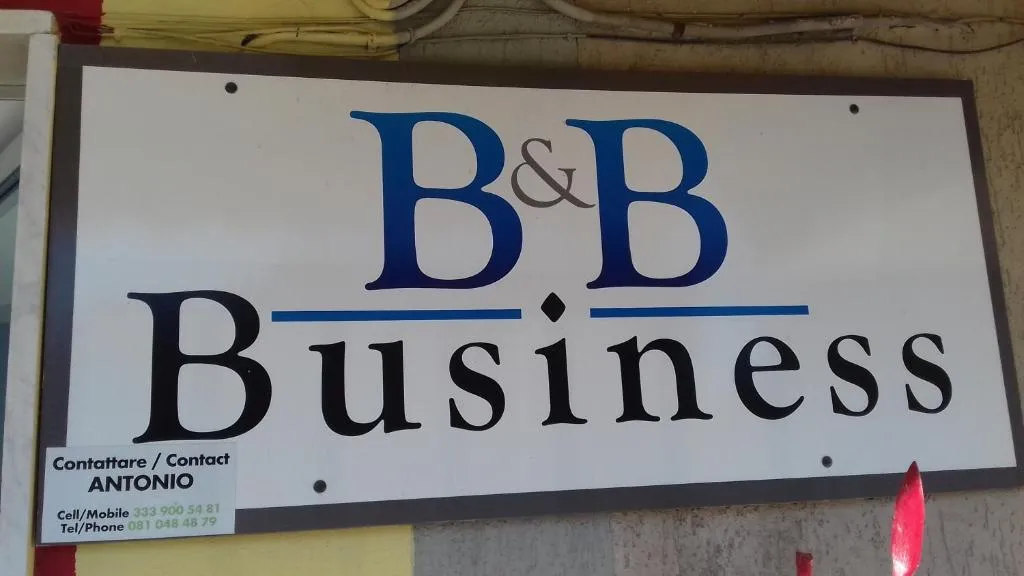 B&B
Business
Contattare / Contact
ANTONIO
Cell/Mobile 333 900 54 81
Tel/Phone 081 048 48 79